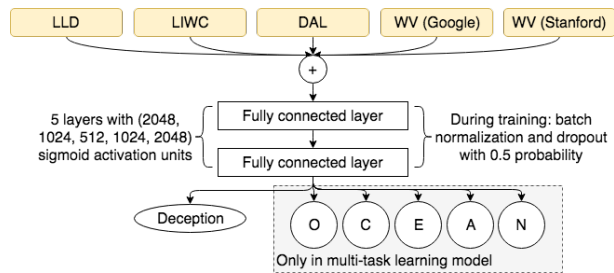 LLD LIWC DAL WV (Google) WV (Stanford)
+
5 layers with (2048,
1024, 512, 1024, 2048)
sigmoid activation units
Fully connected layer
Fully connected layer
During training: batch
normalization and dropout
with 0.5 probability
Deception
O C E A N
Only in multi-task learning model